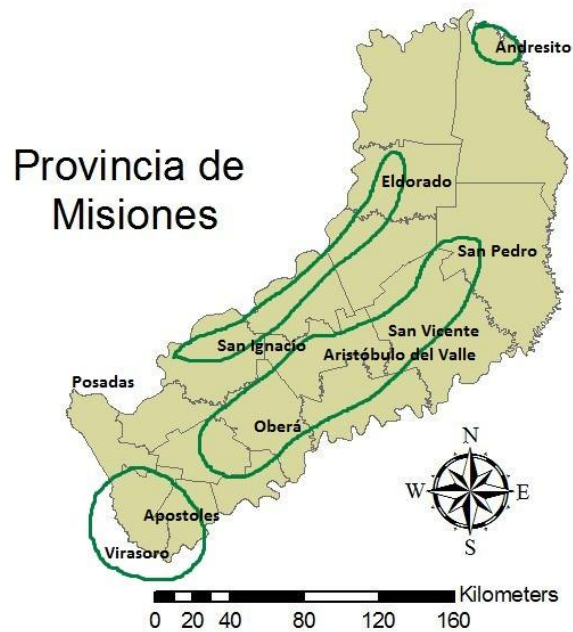 Andresito
Provincia de
Misiones
Eldorado
San Pedro
San Vicente
San Ignacio
Aristóbulo del Valle
Posadas
Oberá
N
W E
S
Apostoles
Virasoro
Kilometers
0 20 40 80 120 160